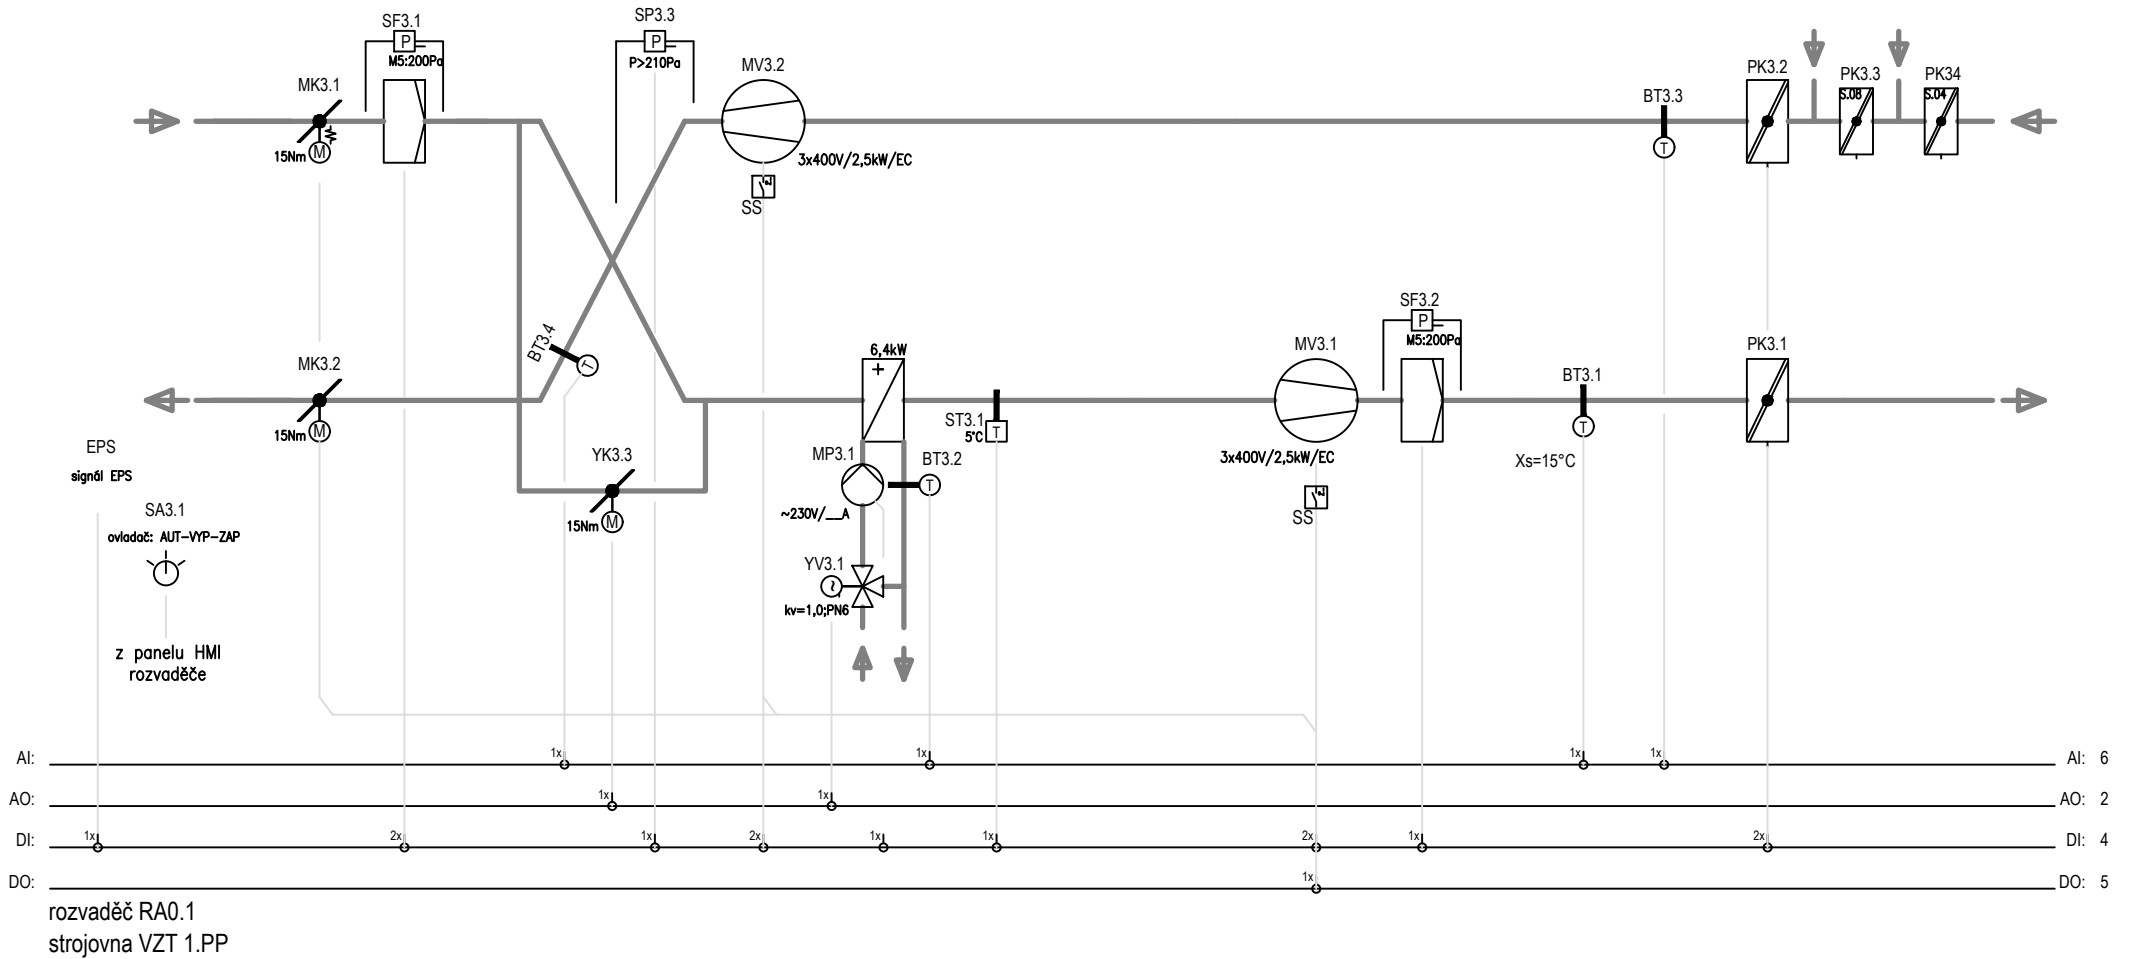 SF3.1
P
M5:200Pa
SP3.3
P
P>210Pa
MV3.2
3x400V/2,5kW/EC
SS
MK3.1
15Nm
M
BT3.3
T
PK3.2
PK3.3
S.08
PK34
S.04
MK3.2
15Nm
M
BT3.4
T
6,4kW
+
ST3.1
5°C
T
MV3.1
3x400V/2,5kW/EC
SS
SF3.2
P
M5:200Pa
BT3.1
T
Xs=15°C
PK3.1
EPS
signál EPS
SA3.1
ovladač: AUT-VYP-ZAP
z panelu HMI
rozvaděče
YK3.3
15Nm
M
MP3.1
~230V/__A
BT3.2
T
YV3.1
~
kv=1,0;PN6
AI: 1x 1x 1x 1x AI: 6
AO: 1x 1x AO: 2
DI: 1x 2x 1x 2x 1x 1x 2x 1x 2x DI: 4
DO: 1x DO: 5
rozvaděč RA0.1
strojovna VZT 1.PP